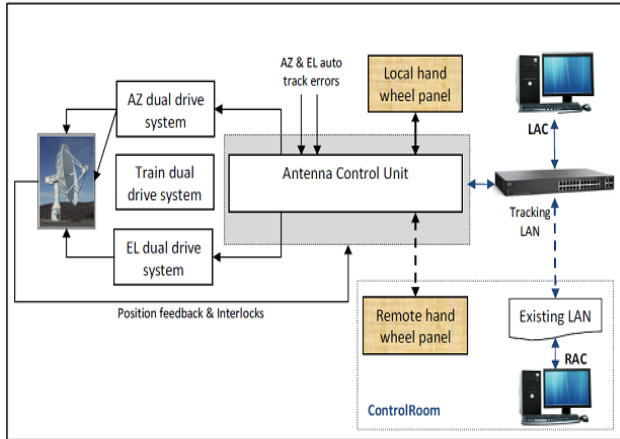 AZ & EL auto
track errors
Local hand
wheel panel
AZ dual drive
system
LAC
Train dual
drive system
Antenna Control Unit
Tracking
LAN
EL dual drive
system
Position feedback & Interlocks
Remote hand
wheel panel
Existing LAN
RAC
ControlRoom